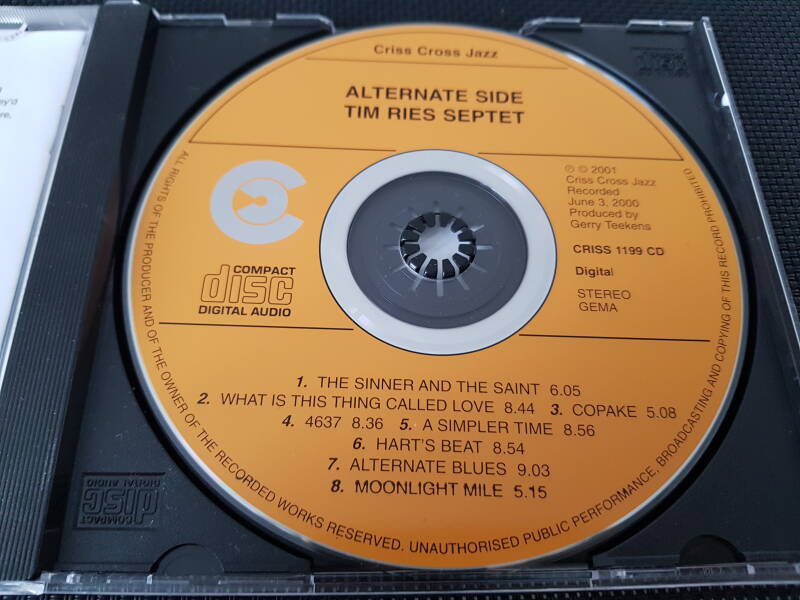 Criss Cross Jazz
ALTERNATE SIDE
TIM RIES SEPTET
℗ © 2001
Criss Cross Jazz
Recorded
June 3, 2000
Produced by
Gerry Teekens
CRISS 1199 CD
Digital
STEREO
GEMA
COMPACT
disc
DIGITAL AUDIO
1. THE SINNER AND THE SAINT 6.05
2. WHAT IS THIS THING CALLED LOVE 8.44 3. COPAKE 5.08
4. 4637 8.36 5. A SIMPLER TIME 8.56
6. HART'S BEAT 8.54
7. ALTERNATE BLUES 9.03
8. MOONLIGHT MILE 5.15
ALL RIGHTS OF THE PRODUCER AND OF THE OWNER OF THE RECORDED WORKS RESERVED. UNAUTHORISED PUBLIC PERFORMANCE, BROADCASTING AND COPYING OF THIS RECORD PROHIBITED
COMPACT
disc
DIGITAL AUDIO